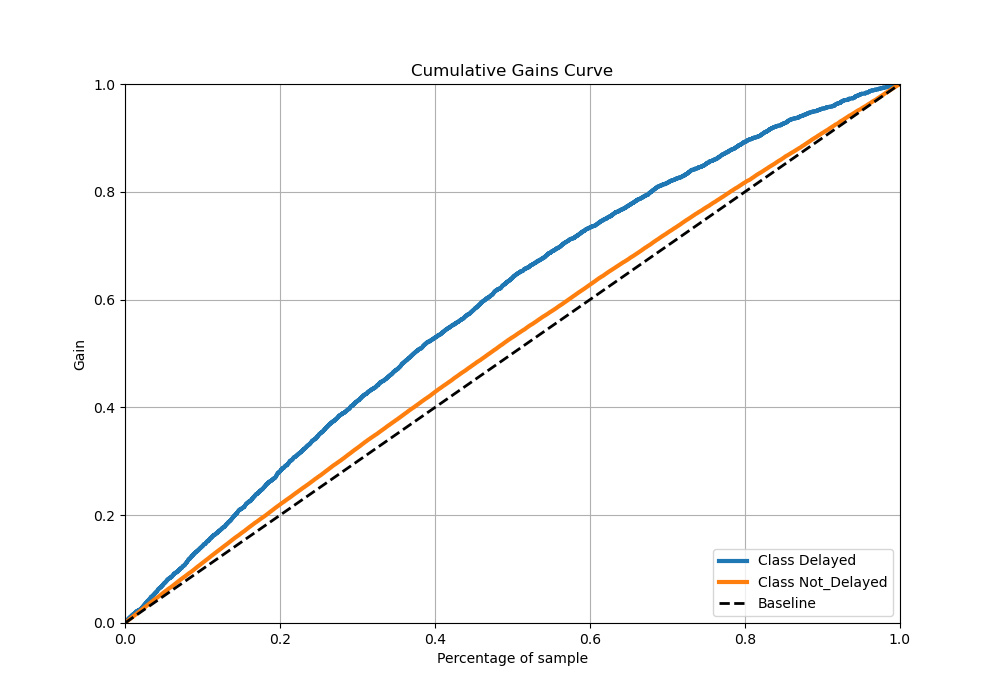 Cumulative Gains Curve
1.0
0.8
0.6
0.4
0.2
0.0
Gain
0.0 0.2 0.4 0.6 0.8 1.0
Percentage of sample
Class Delayed
Class Not_Delayed
Baseline